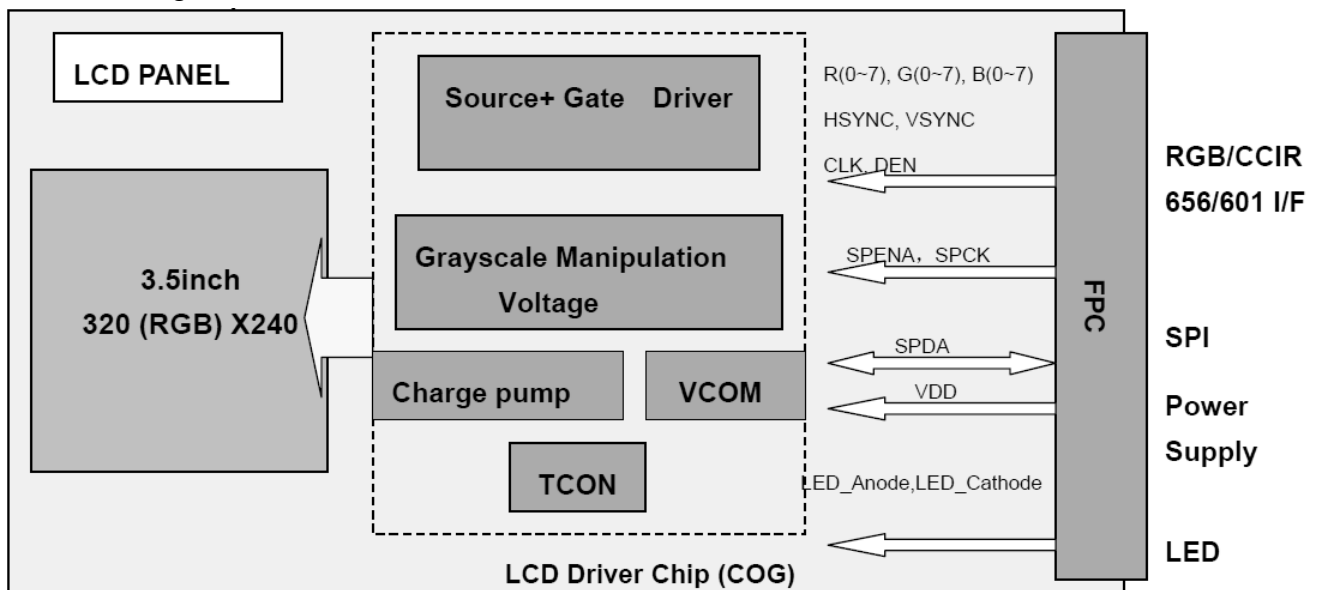 LCD PANEL
3.5inch
320 (RGB) X240
Source+ Gate Driver
Grayscale Manipulation
Voltage
Charge pump
VCOM
TCON
LCD Driver Chip (COG)
R(0~7), G(0~7), B(0~7)
HSYNC, VSYNC
CLK, DEN
SPENA，SPCK
SPDA
VDD
LED_Anode,LED_Cathode
FPC
RGB/CCIR
656/601 I/F
SPI
Power
Supply
LED